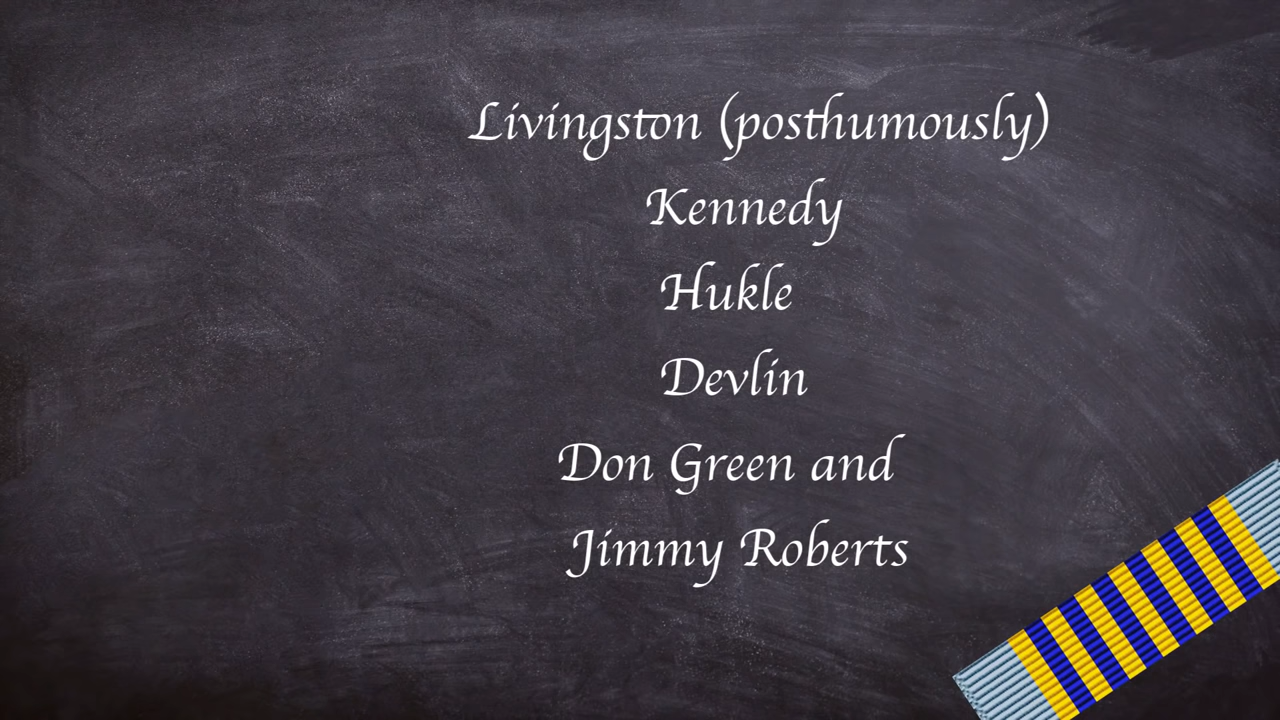 Livingston (posthumously)
Kennedy
Hukle
Devlin
Don Green and
Jimmy Roberts